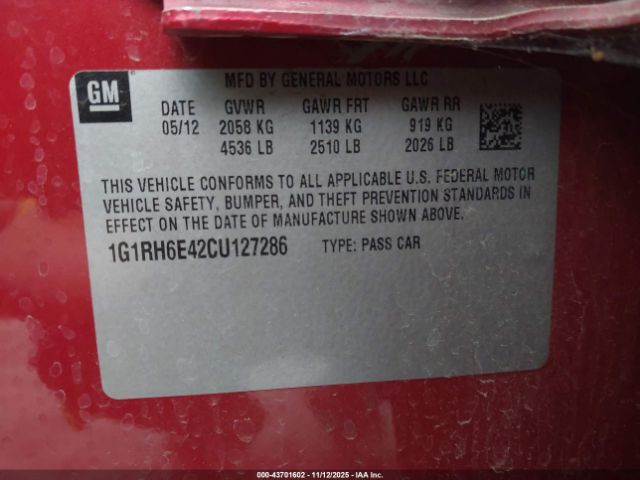 MFD BY GENERAL MOTORS LLC
GM
DATE GVWR GAWR FRT GAWR RR
05/12 2058 KG 1139 KG 919 KG
4536 LB 2510 LB 2026 LB
THIS VEHICLE CONFORMS TO ALL APPLICABLE U.S. FEDERAL MOTOR
VEHICLE SAFETY, BUMPER, AND THEFT PREVENTION STANDARDS IN
EFFECT ON THE DATE OF MANUFACTURE SHOWN ABOVE.
1G1RH6E42CU127286 TYPE: PASS CAR
00-43701602 - 11/12/2025 - IAAI.COM